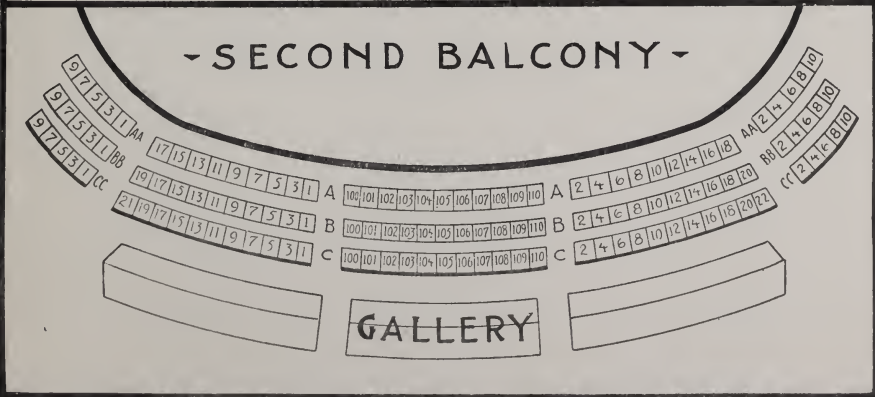 - SECOND BALCONY -
9 7 5 3 1 AA
9 7 5 3 1 BB
9 7 5 3 1 CC
17 15 13 11 9 7 5 3 1 A 100 101 102 103 104 105 106 107 108 109 110 A 2 4 6 8 10 12 14 16 18
19 17 15 13 11 9 7 5 3 1 B 100 101 102 103 104 105 106 107 108 109 110 B 2 4 6 8 10 12 14 16 18 20
21 19 17 15 13 11 9 7 5 3 1 C 100 101 102 103 104 105 106 107 108 109 110 C 2 4 6 8 10 12 14 16 18 20 22
AA 2 4 6 8 10
BB 2 4 6 8 10
CC 2 4 6 8 10
GALLERY